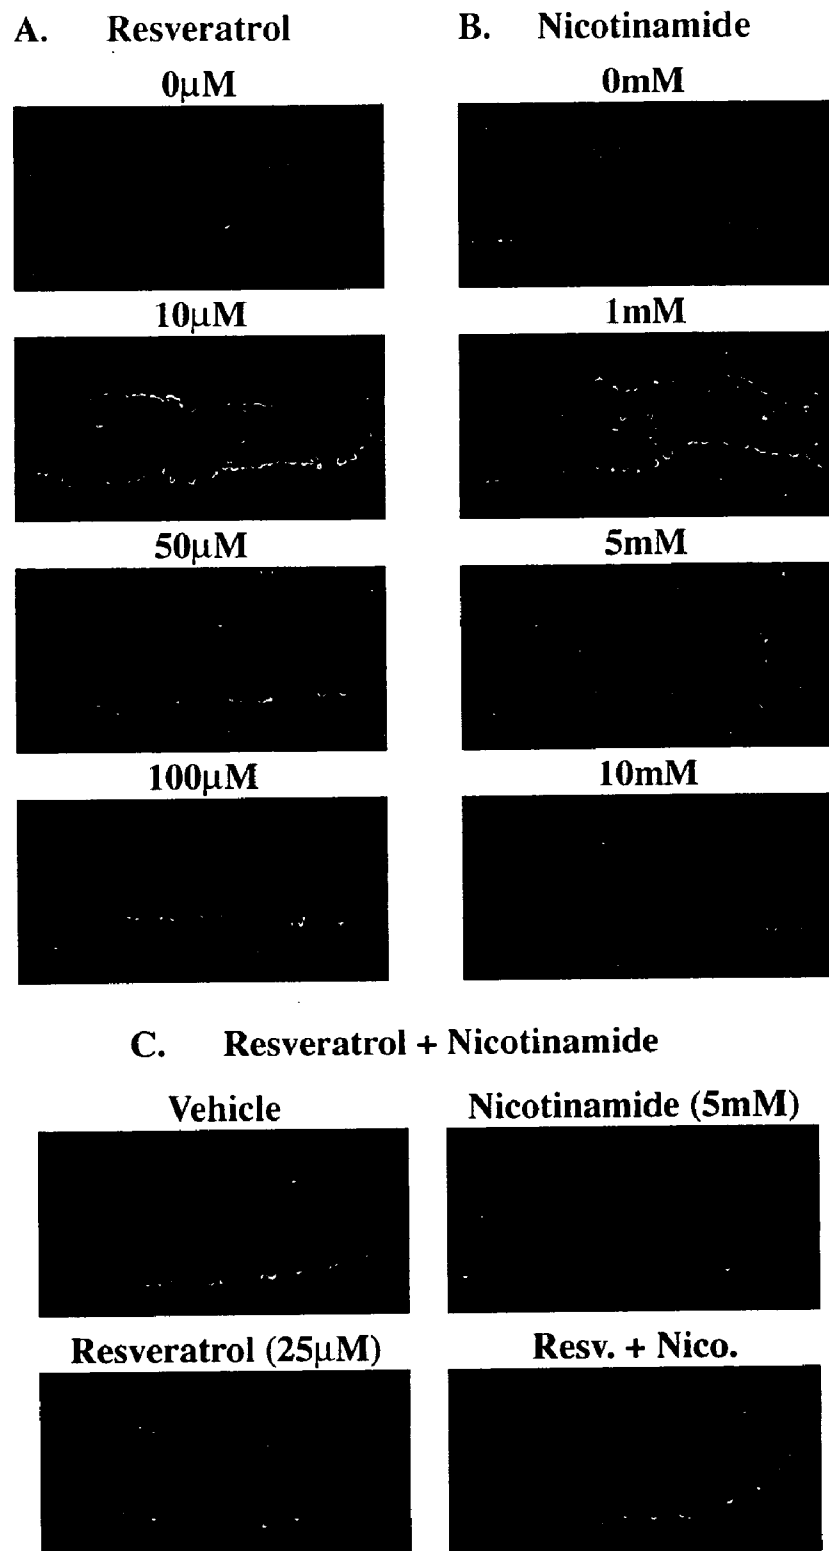 A. Resveratrol
0µM
10µM
50µM
100µM
B. Nicotinamide
0mM
1mM
5mM
10mM
C. Resveratrol + Nicotinamide
Vehicle
Nicotinamide (5mM)
Resveratrol (25µM)
Resv. + Nico.